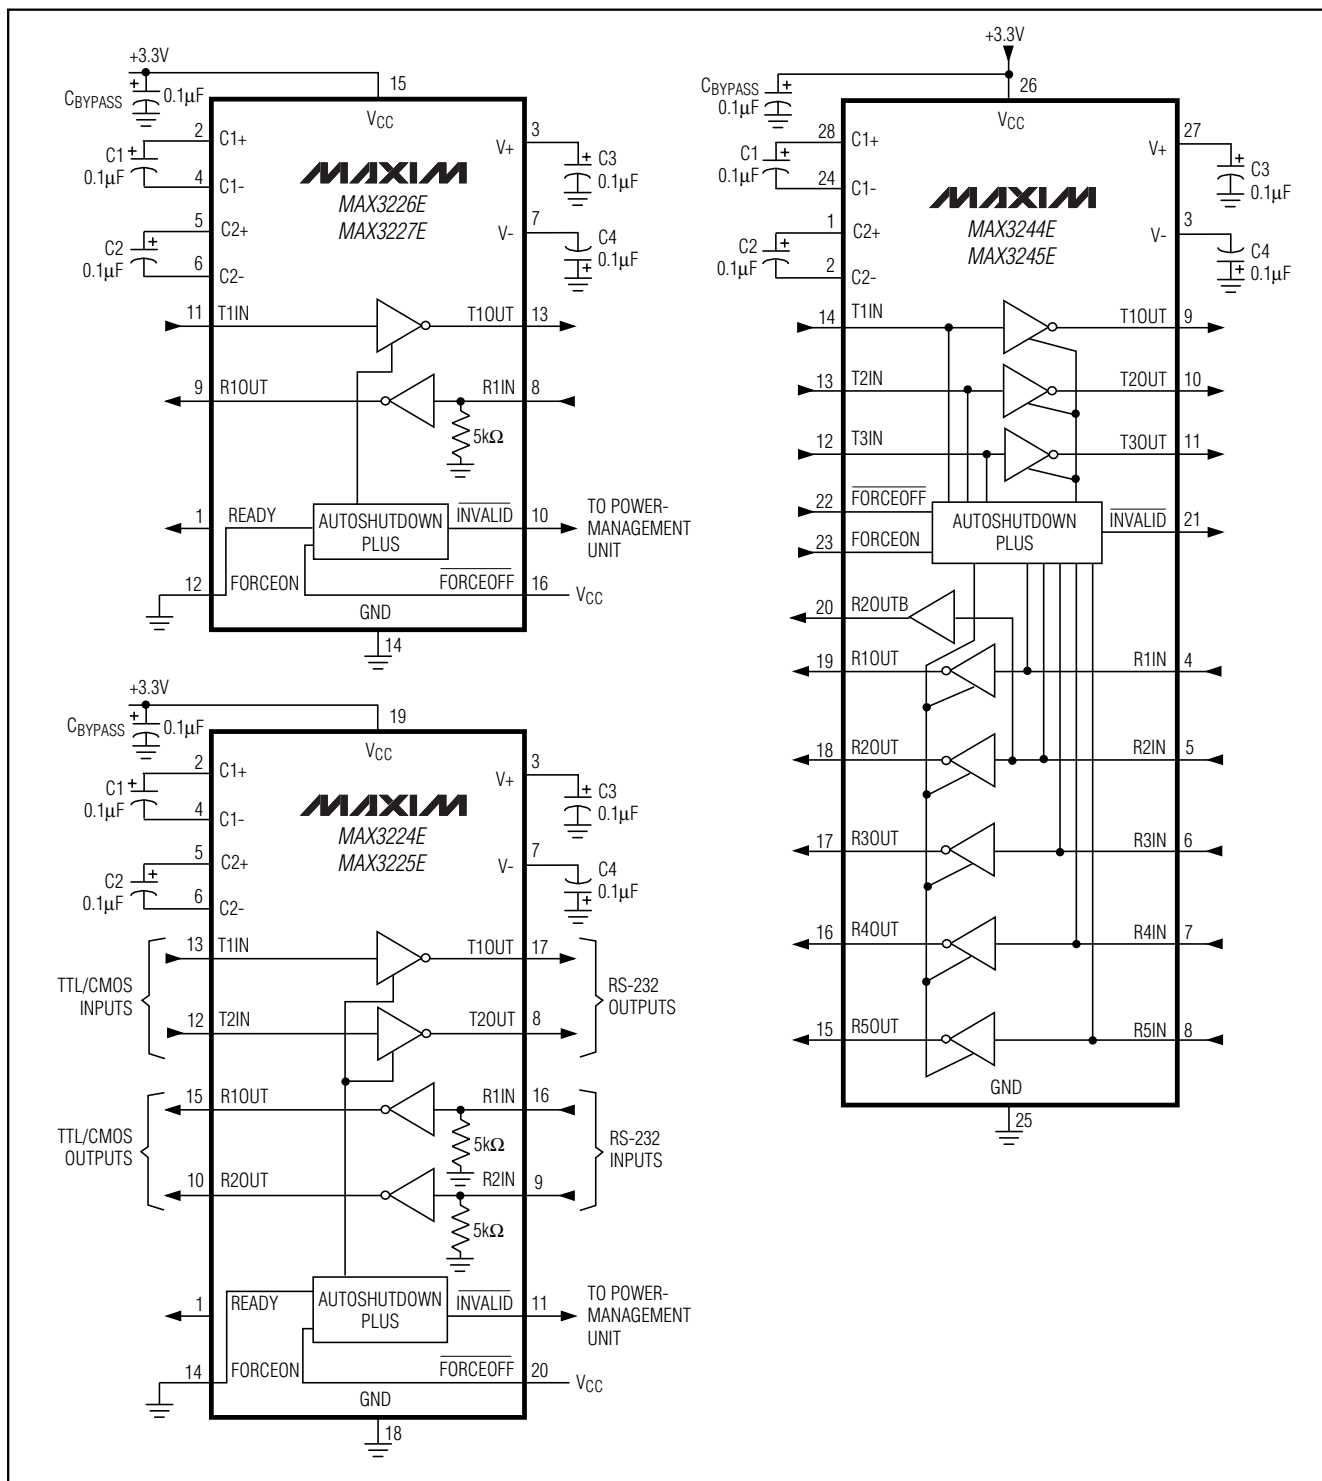 +3.3V
CBYPASS
0.1µF
15
VCC
2
C1+
C1
0.1µF
4
C1-
5
C2+
C2
0.1µF
6
C2-
MAXIM
MAX3226E
MAX3227E
3
V+
C3
0.1µF
7
V-
C4
0.1µF
11
T1IN
T1OUT
13
9
R1OUT
R1IN
8
5kΩ
1
READY
AUTOSHUTDOWN
PLUS
INVALID
10
TO POWER-
MANAGEMENT
UNIT
12
FORCEON
FORCEOFF
16
VCC
GND
14
+3.3V
CBYPASS
0.1µF
19
VCC
2
C1+
C1
0.1µF
4
C1-
5
C2+
C2
0.1µF
6
C2-
MAXIM
MAX3224E
MAX3225E
3
V+
C3
0.1µF
7
V-
C4
0.1µF
TTL/CMOS
INPUTS
13
T1IN
T1OUT
17
12
T2IN
T2OUT
8
RS-232
OUTPUTS
TTL/CMOS
OUTPUTS
15
R1OUT
R1IN
16
5kΩ
10
R2OUT
R2IN
9
5kΩ
RS-232
INPUTS
1
READY
AUTOSHUTDOWN
PLUS
INVALID
11
TO POWER-
MANAGEMENT
UNIT
14
FORCEON
FORCEOFF
20
VCC
GND
18
+3.3V
CBYPASS
0.1µF
26
VCC
28
C1+
C1
0.1µF
24
C1-
1
C2+
C2
0.1µF
2
C2-
MAXIM
MAX3244E
MAX3245E
27
V+
C3
0.1µF
3
V-
C4
0.1µF
14
T1IN
T1OUT
9
13
T2IN
T2OUT
10
12
T3IN
T3OUT
11
22
FORCEOFF
23
FORCEON
AUTOSHUTDOWN
PLUS
INVALID
21
20
R2OUTB
19
R1OUT
R1IN
4
18
R2OUT
R2IN
5
17
R3OUT
R3IN
6
16
R4OUT
R4IN
7
15
R5OUT
R5IN
8
GND
25